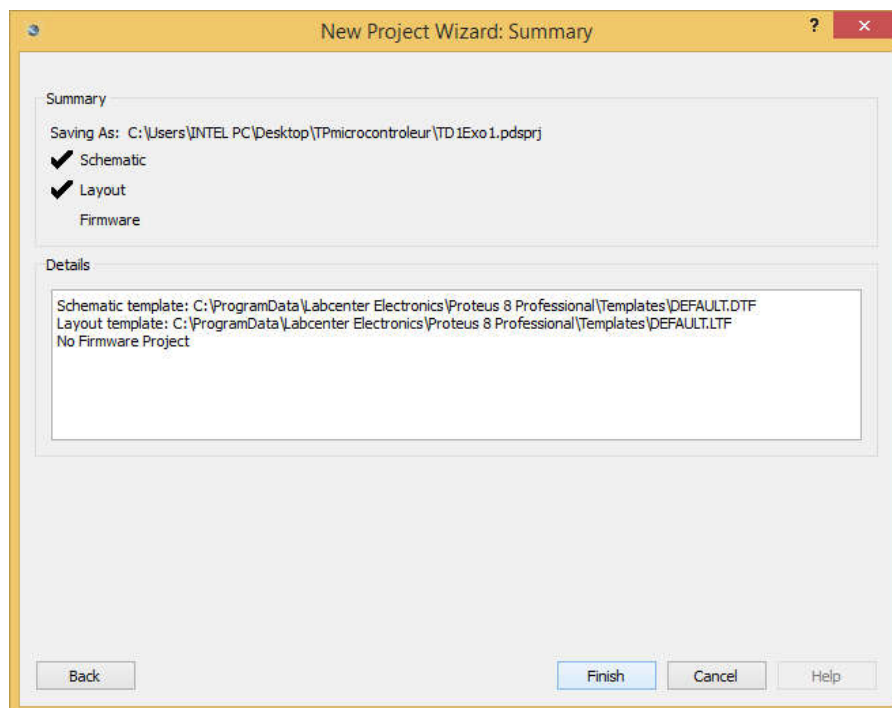 New Project Wizard: Summary
?
Summary
Saving As: C:\Users\INTEL PC\Desktop\TPmicrocontroleur\TD1Exo1.pdsprj
Schematic
Layout
Firmware
Details
Schematic template: C:\ProgramData\Labcenter Electronics\Proteus 8 Professional\Templates\DEFAULT.DTF
Layout template: C:\ProgramData\Labcenter Electronics\Proteus 8 Professional\Templates\DEFAULT.LTF
No Firmware Project
Back
Finish
Cancel
Help